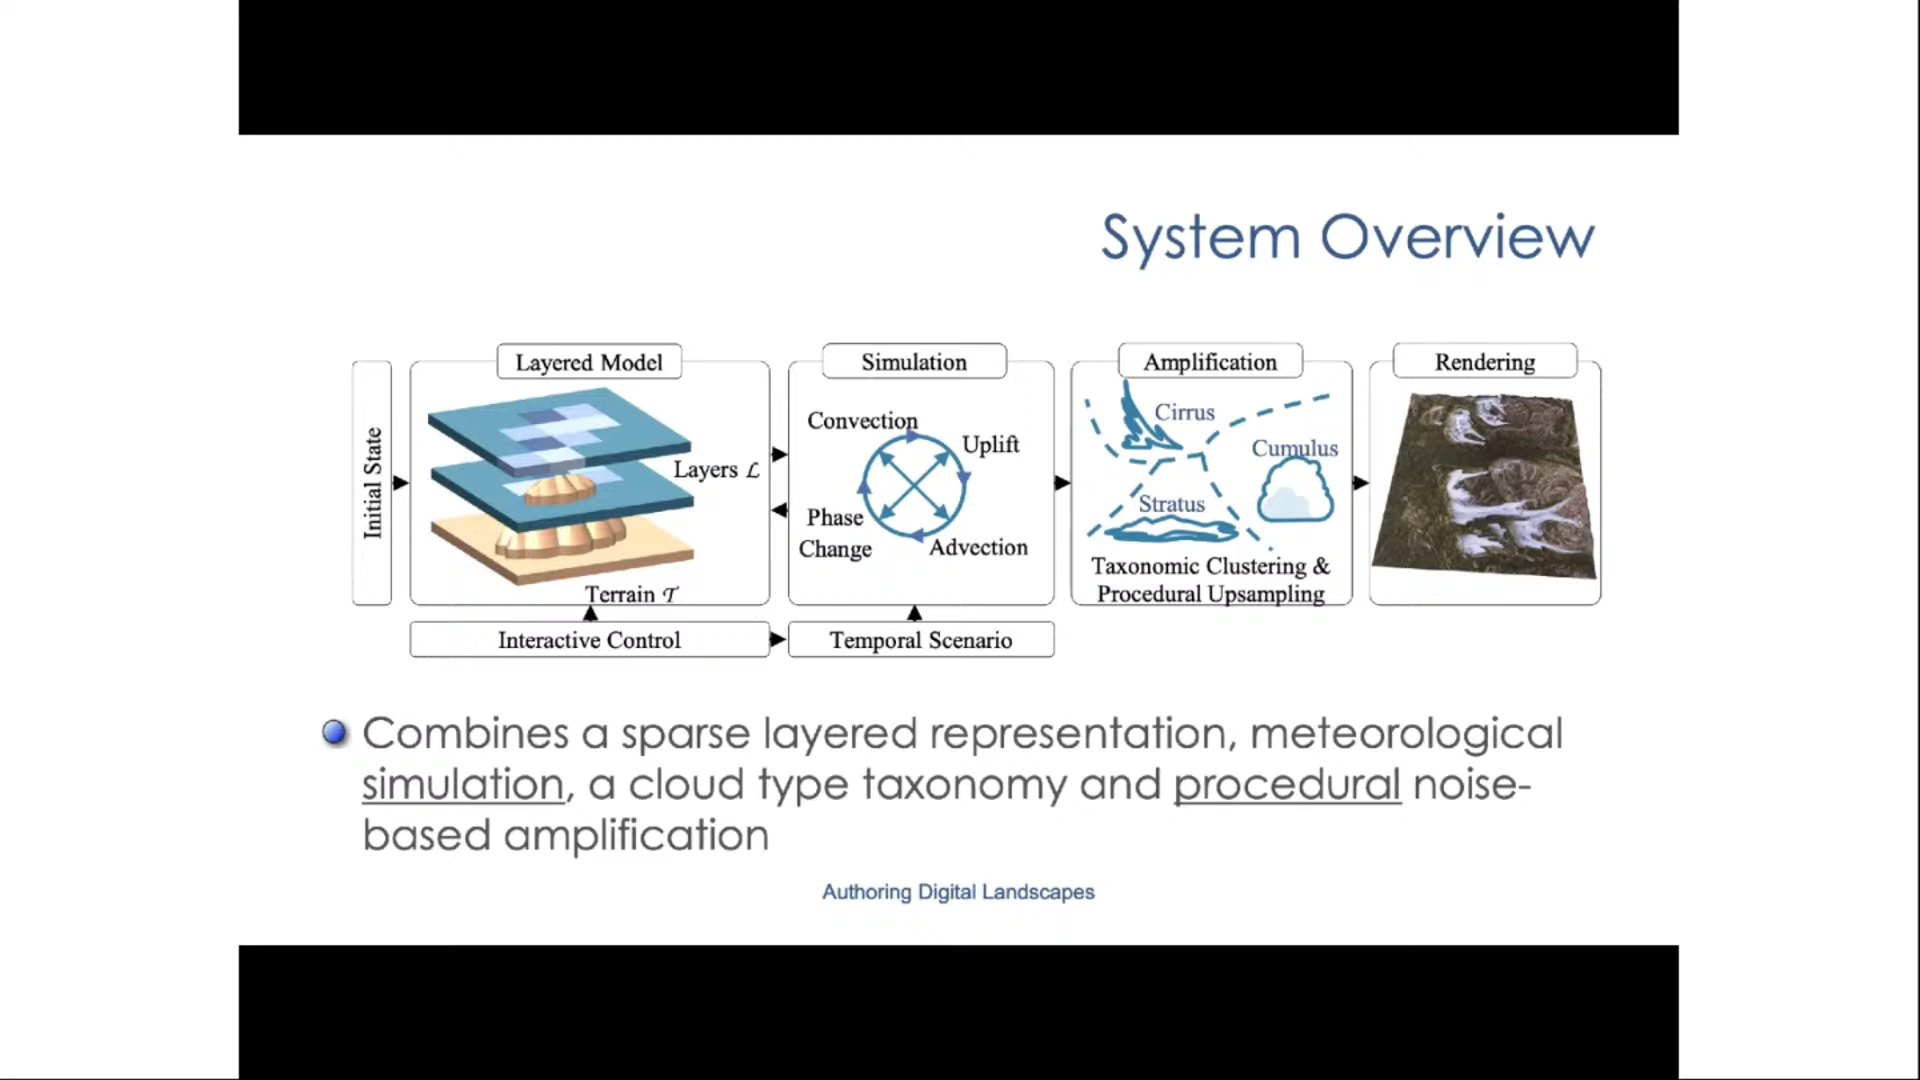 System Overview
Initial State
Layered Model
Layers ℒ
Terrain 𝒯
Simulation
Convection
Uplift
Phase
Change
Advection
Amplification
Cirrus
Cumulus
Stratus
Taxonomic Clustering &
Procedural Upsampling
Rendering
Interactive Control
Temporal Scenario
Combines a sparse layered representation, meteorological
simulation, a cloud type taxonomy and procedural noise-
based amplification
Authoring Digital Landscapes